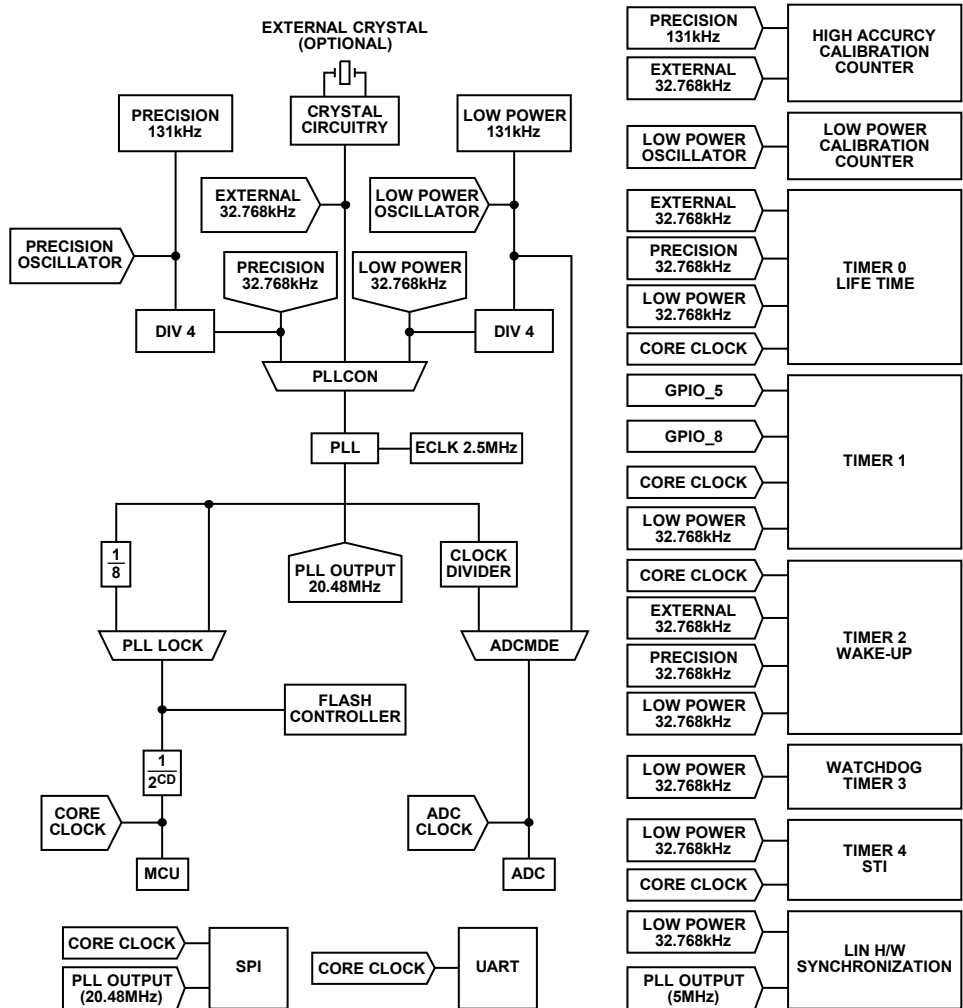 EXTERNAL CRYSTAL
(OPTIONAL)
CRYSTAL
CIRCUITRY
PRECISION
131kHz
LOW POWER
131kHz
EXTERNAL
32.768kHz
LOW POWER
OSCILLATOR
PRECISION
OSCILLATOR
PRECISION
32.768kHz
LOW POWER
32.768kHz
DIV 4
DIV 4
PLLCON
PLL
ECLK 2.5MHz
1
8
PLL OUTPUT
20.48MHz
CLOCK
DIVIDER
PLL LOCK
ADCMDE
FLASH
CONTROLLER
1
2CD
CORE
CLOCK
ADC
CLOCK
MCU
ADC
CORE CLOCK
PLL OUTPUT
(20.48MHz)
SPI
CORE CLOCK
UART
PRECISION
131kHz
EXTERNAL
32.768kHz
HIGH ACCURCY
CALIBRATION
COUNTER
LOW POWER
OSCILLATOR
LOW POWER
CALIBRATION
COUNTER
EXTERNAL
32.768kHz
PRECISION
32.768kHz
LOW POWER
32.768kHz
CORE CLOCK
TIMER 0
LIFE TIME
GPIO_5
GPIO_8
CORE CLOCK
LOW POWER
32.768kHz
TIMER 1
CORE CLOCK
EXTERNAL
32.768kHz
PRECISION
32.768kHz
LOW POWER
32.768kHz
TIMER 2
WAKE-UP
LOW POWER
32.768kHz
WATCHDOG
TIMER 3
LOW POWER
32.768kHz
CORE CLOCK
TIMER 4
STI
LOW POWER
32.768kHz
PLL OUTPUT
(5MHz)
LIN H/W
SYNCHRONIZATION